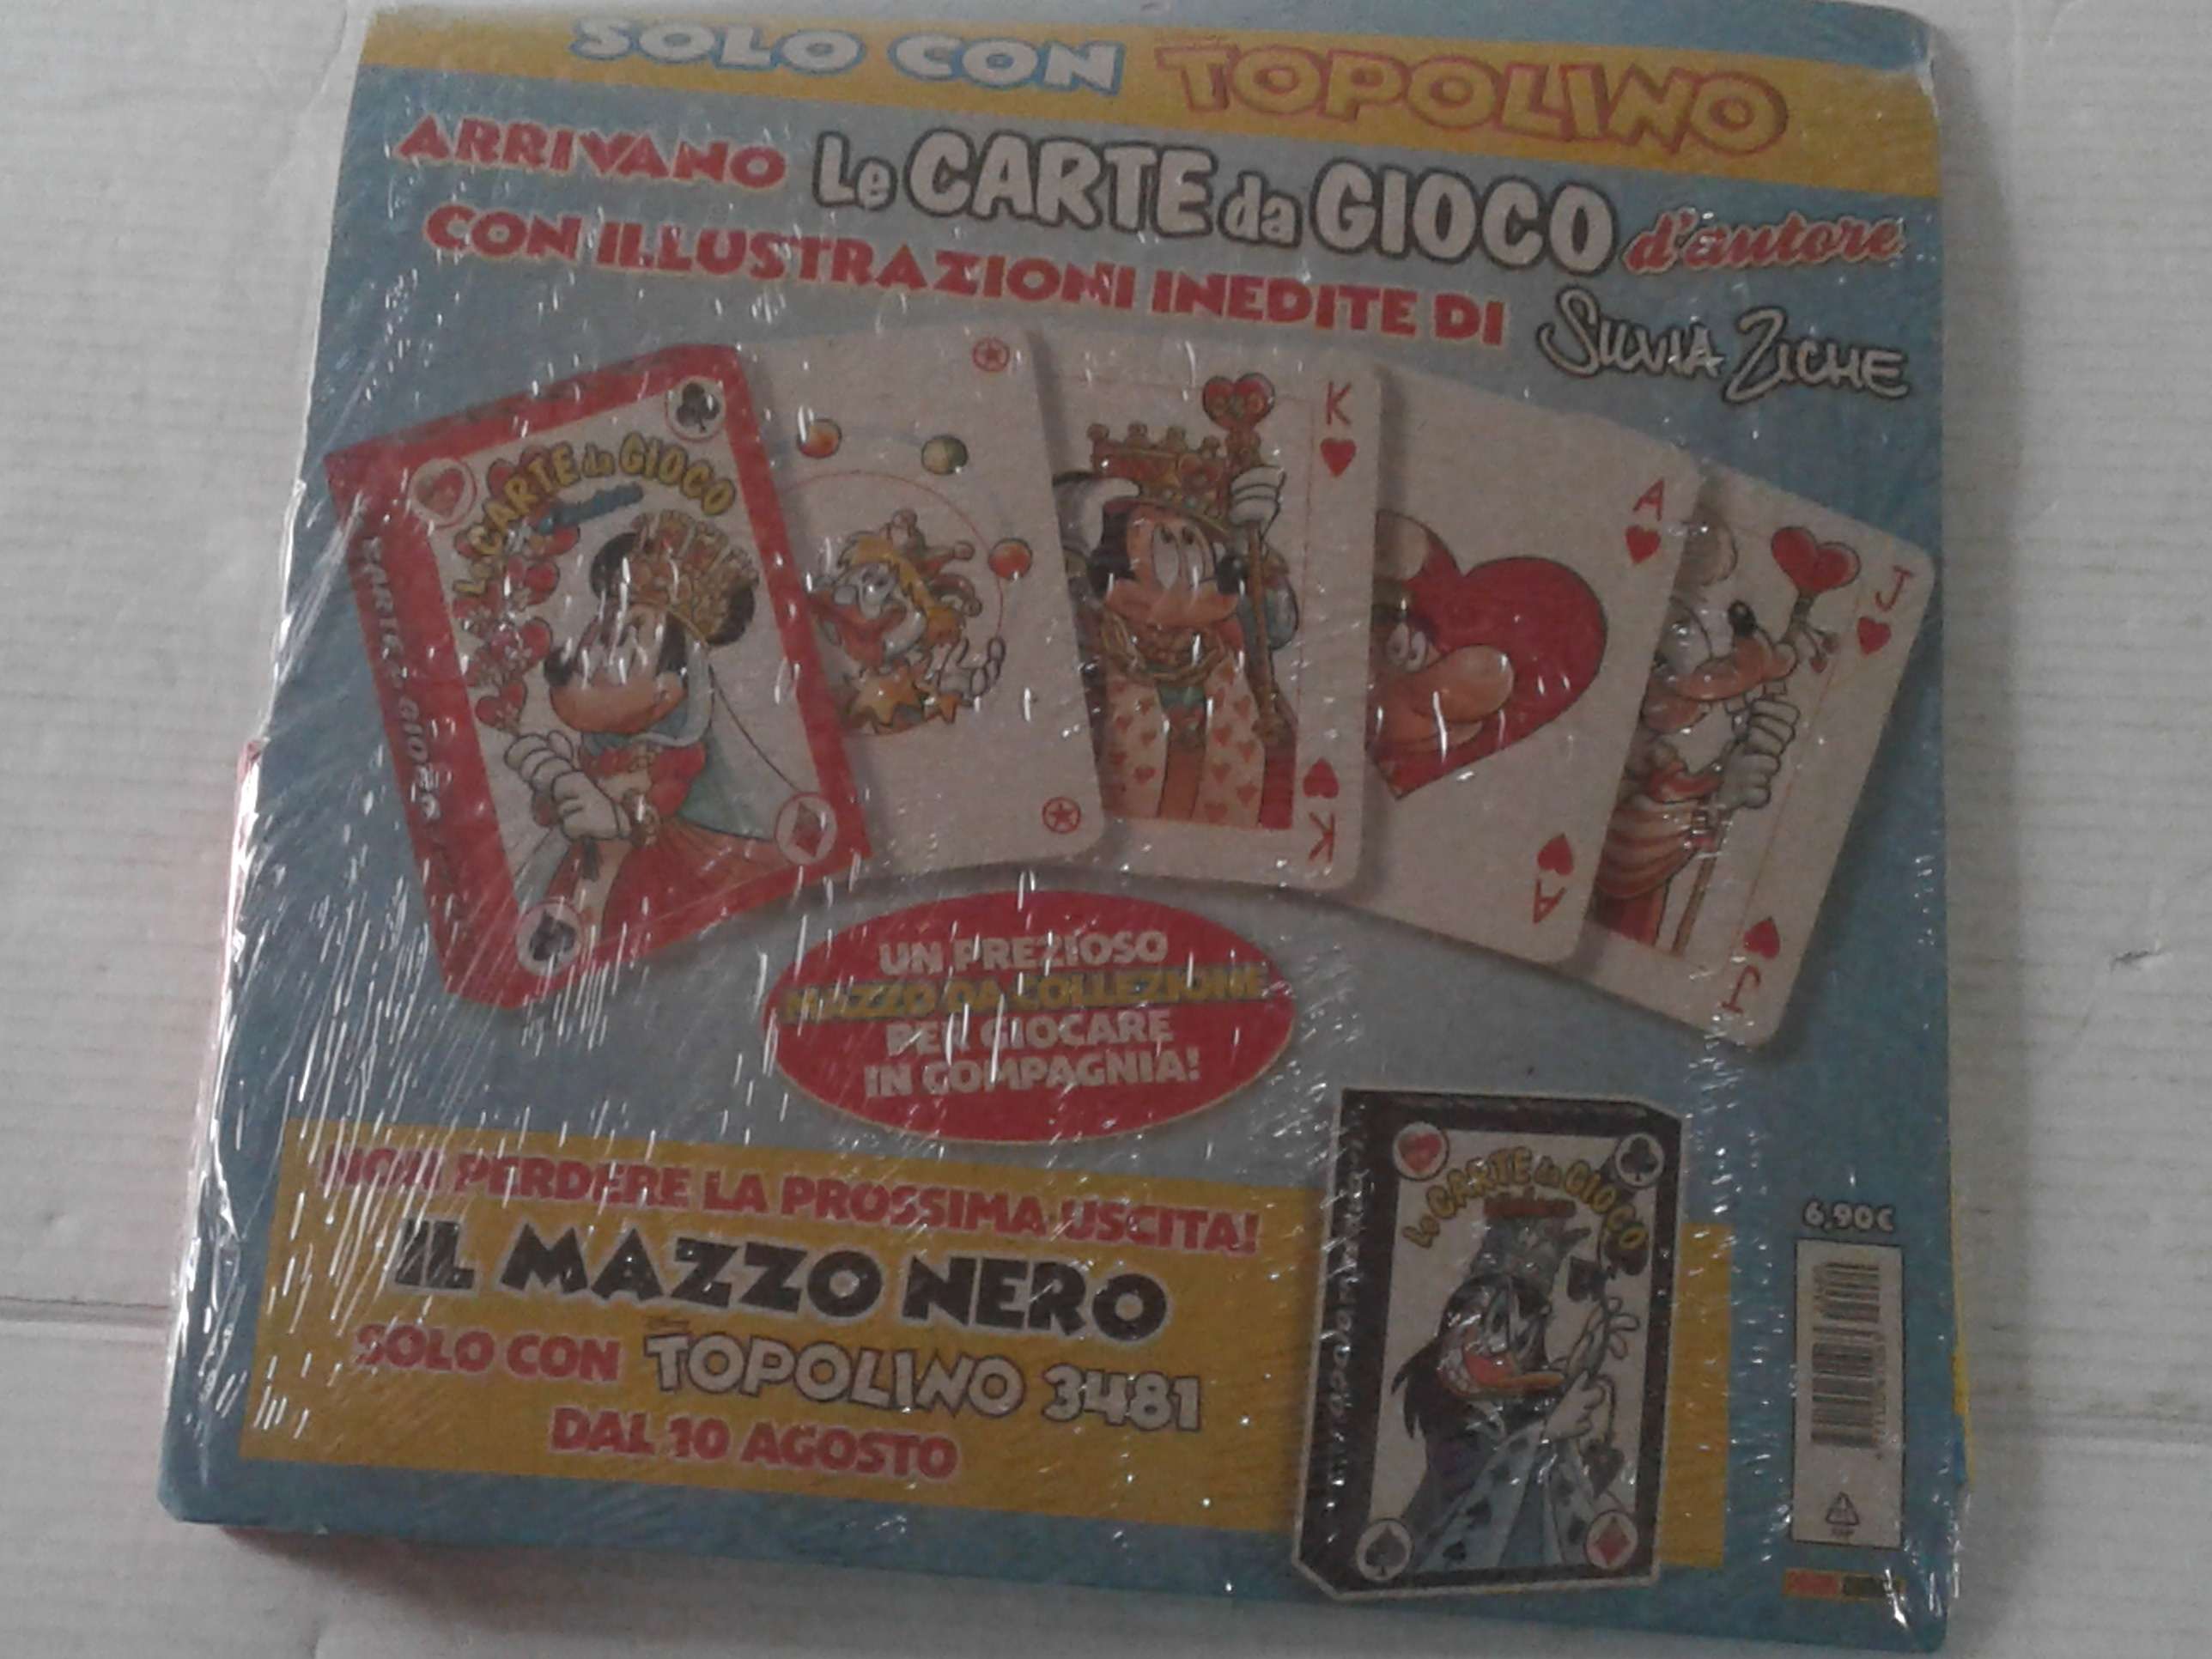 SOLO CON TOPOLINO
ARRIVANO Le CARTE da GIOCO d'autore
CON ILLUSTRAZIONI INEDITE DI SILVIA ZICHE
Le CARTE da GIOCO
K
A
J
K
A
J
UN PREZIOSO
MAZZO DA COLLEZIONE
PER GIOCARE
IN COMPAGNIA!
NON PERDERE LA PROSSIMA USCITA!
IL MAZZO NERO
SOLO CON TOPOLINO 3481
DAL 10 AGOSTO
Le CARTE da GIOCO
6,90€